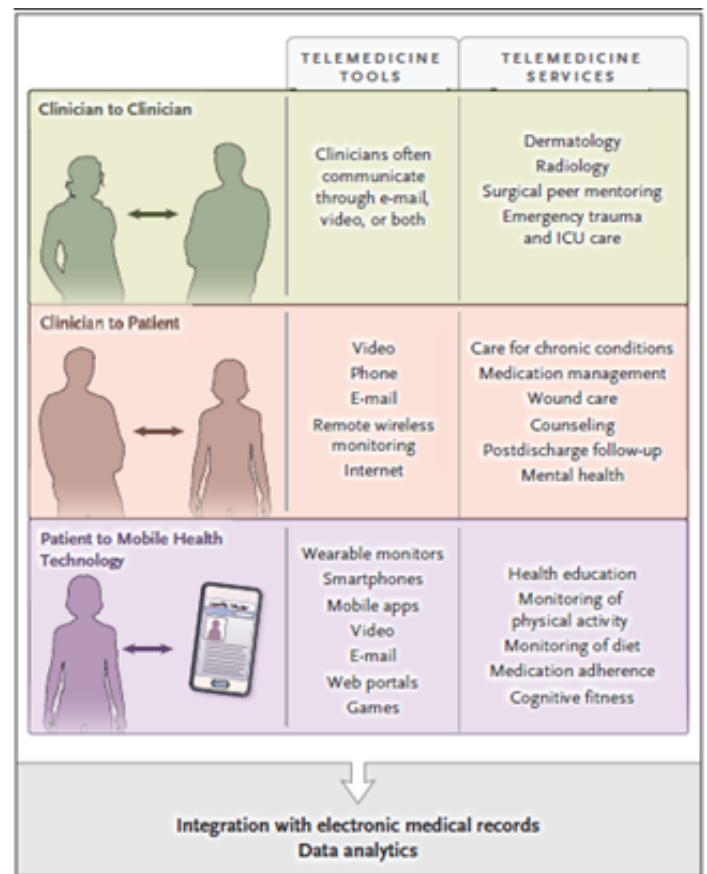 TELEMEDICINE
TOOLS
TELEMEDICINE
SERVICES
Clinician to Clinician
Clinicians often
communicate
through e-mail,
video, or both
Dermatology
Radiology
Surgical peer mentoring
Emergency trauma
and ICU care
Clinician to Patient
Video
Phone
E-mail
Remote wireless
monitoring
Internet
Care for chronic conditions
Medication management
Wound care
Counseling
Postdischarge follow-up
Mental health
Patient to Mobile Health
Technology
Wearable monitors
Smartphones
Mobile apps
Video
E-mail
Web portals
Games
Health education
Monitoring of
physical activity
Monitoring of diet
Medication adherence
Cognitive fitness
Integration with electronic medical records
Data analytics